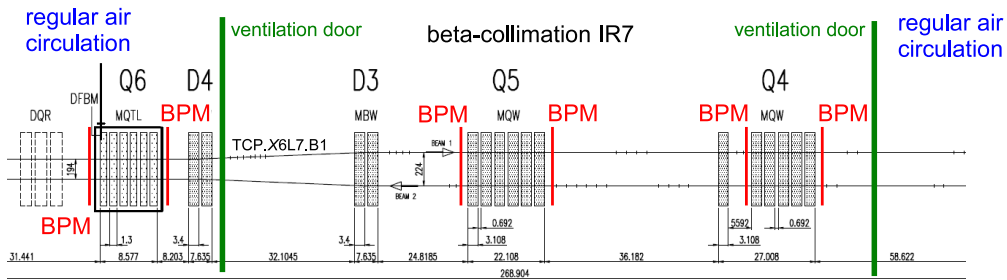 regular air
circulation
ventilation door
beta-collimation IR7
ventilation door
regular air
circulation
Q6
D4
D3
Q5
Q4
DFBM
DQR
MQTL
BPM
MBW
BPM
MQW
BPM
BPM
MQW
BPM
TCP.X6L7.B1
BEAM 1
194
224
BEAM 2
BPM
1.3
3.4
3.4
0.692
3.108
5592
0.692
3.108
31.441
8.577
8.203
7.635
32.1045
7.635
24.8185
22.108
36.182
27.008
58.622
268.904